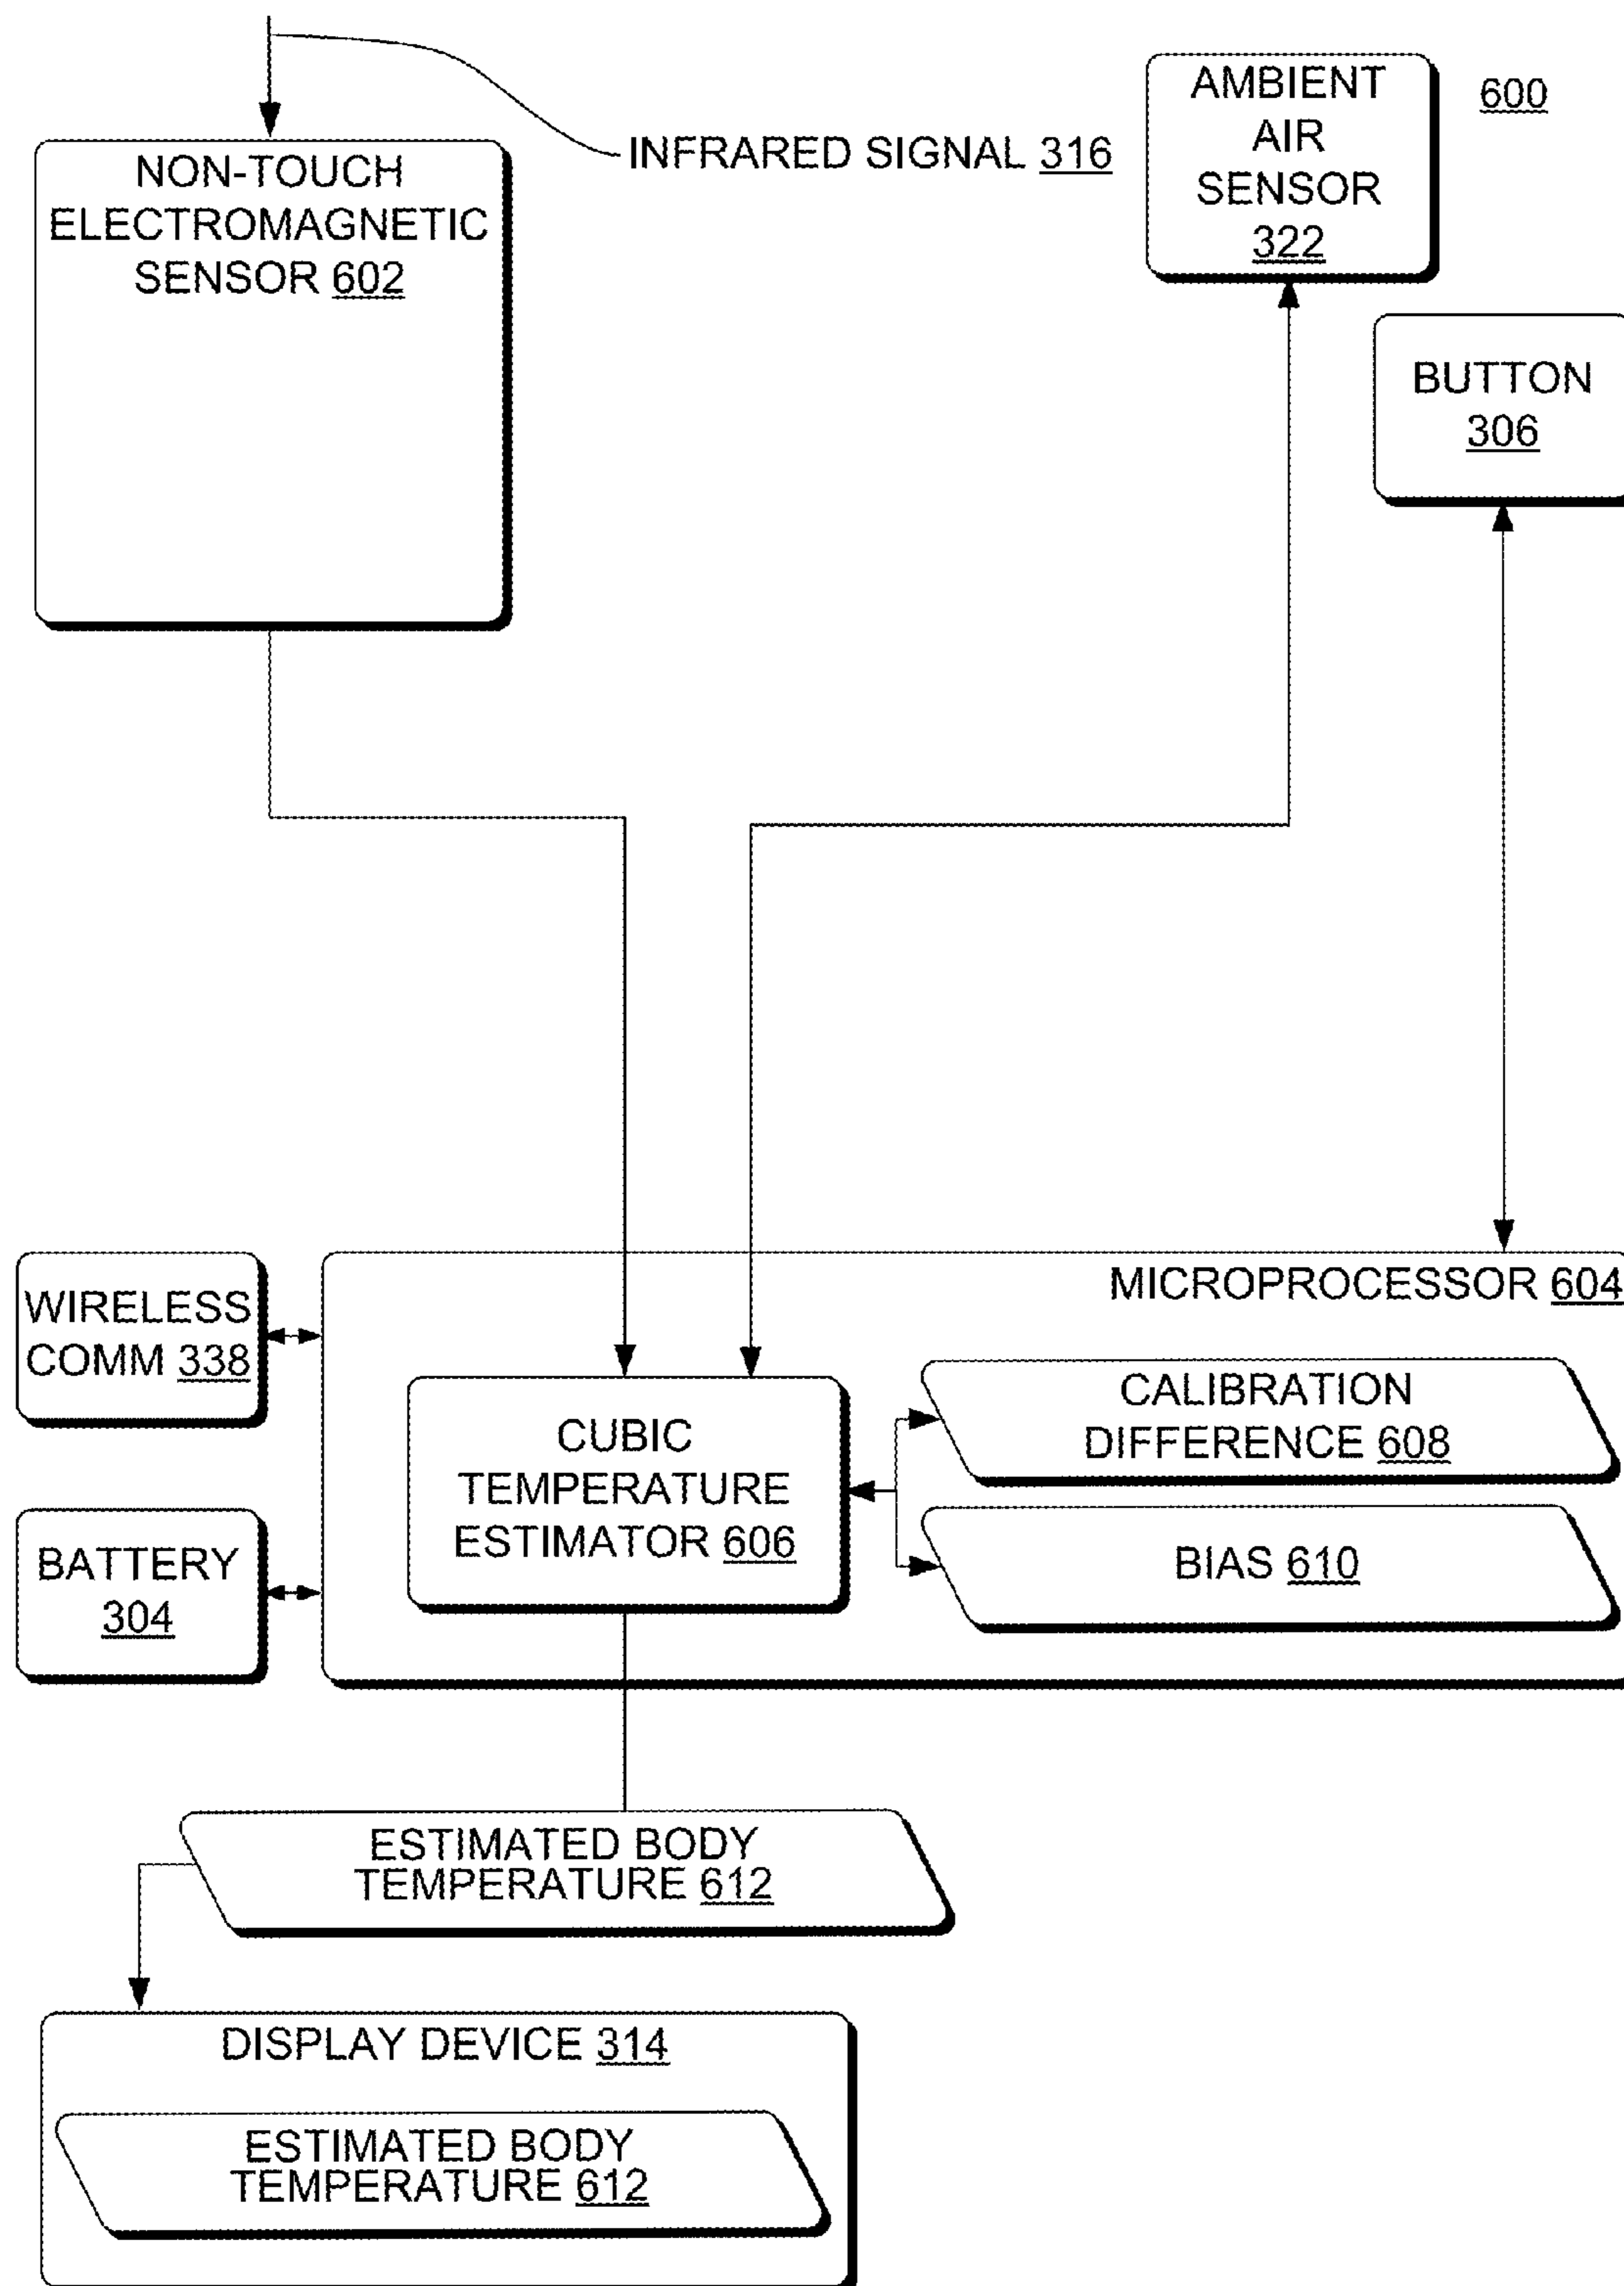 INFRARED SIGNAL 316
AMBIENT
AIR
SENSOR
322
600
NON-TOUCH
ELECTROMAGNETIC
SENSOR 602
BUTTON
306
MICROPROCESSOR 604
WIRELESS
COMM 338
CALIBRATION
DIFFERENCE 608
CUBIC
TEMPERATURE
ESTIMATOR 606
BATTERY
304
BIAS 610
ESTIMATED BODY
TEMPERATURE 612
DISPLAY DEVICE 314
ESTIMATED BODY
TEMPERATURE 612